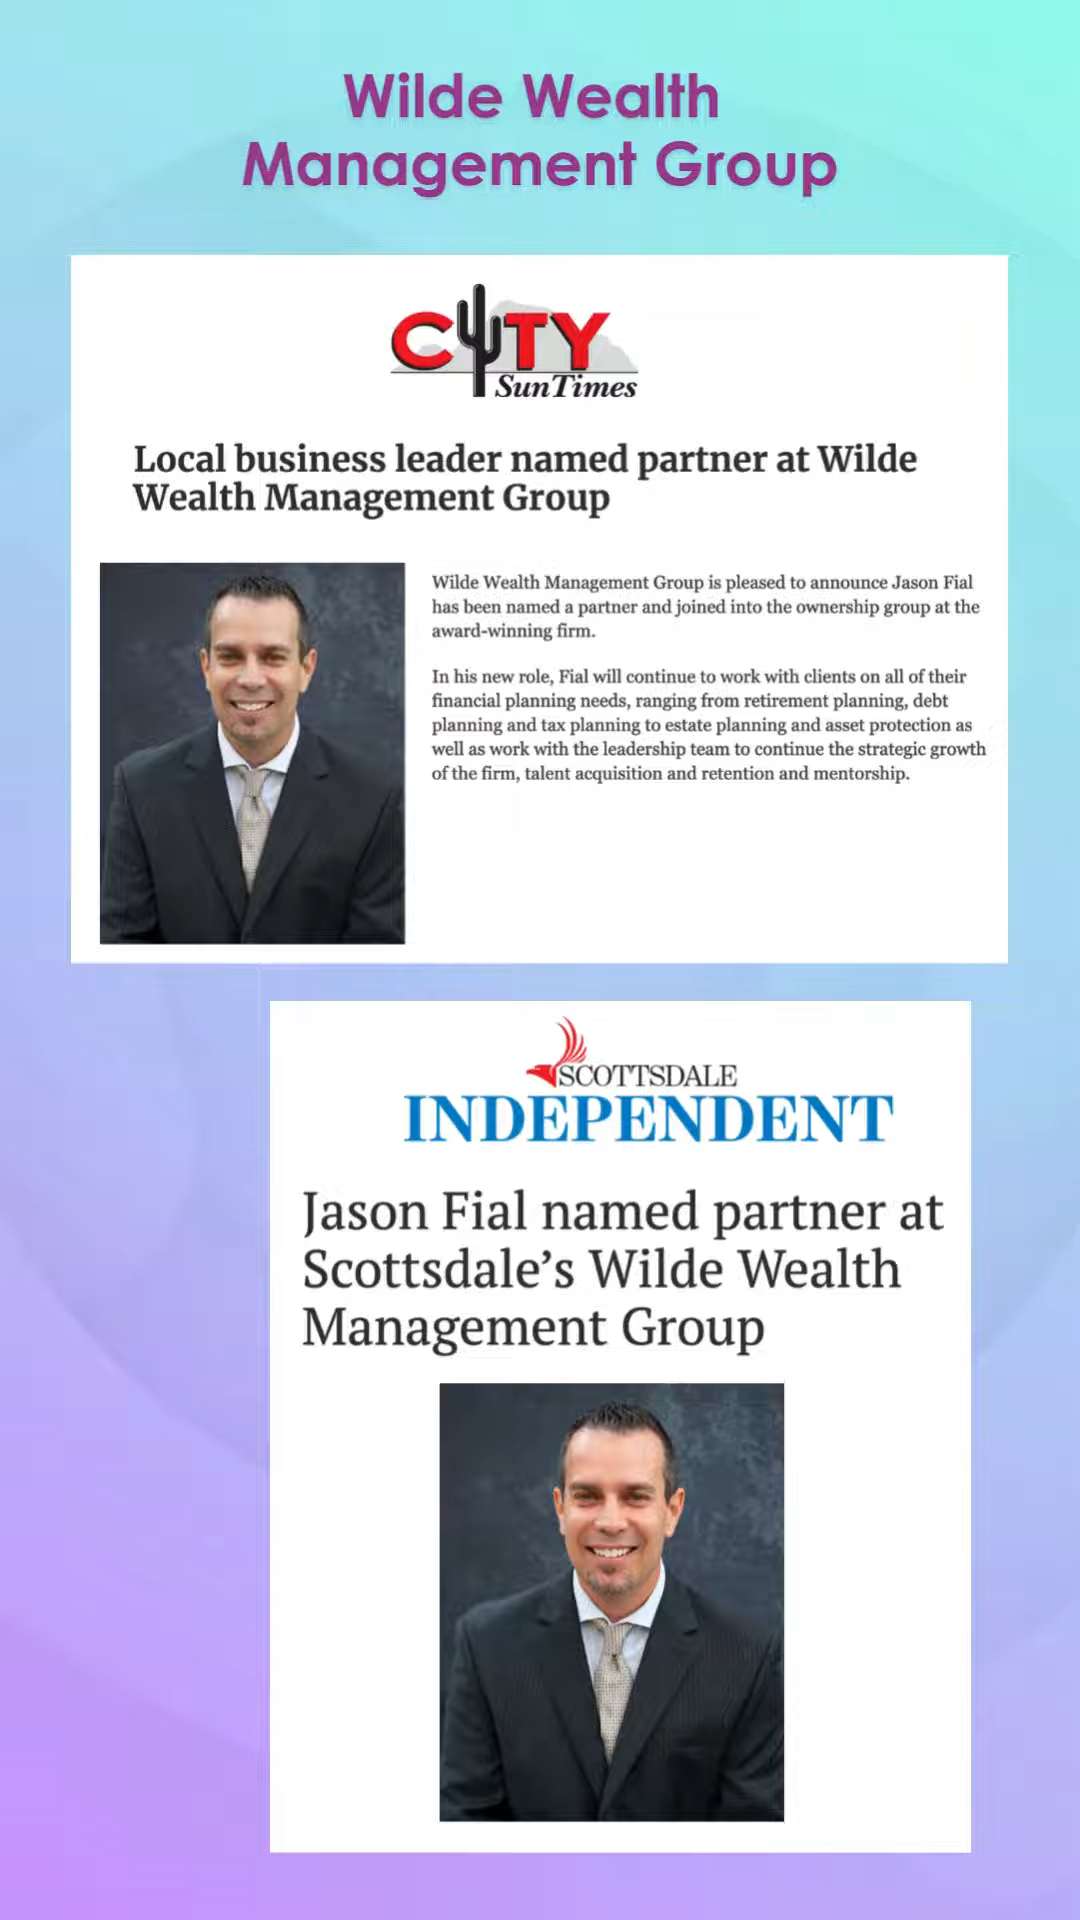 Wilde Wealth
Management Group
CITY
SunTimes
Local business leader named partner at Wilde
Wealth Management Group
Wilde Wealth Management Group is pleased to announce Jason Fial
has been named a partner and joined into the ownership group at the
award-winning firm.
In his new role, Fial will continue to work with clients on all of their
financial planning needs, ranging from retirement planning, debt
planning and tax planning to estate planning and asset protection as
well as work with the leadership team to continue the strategic growth
of the firm, talent acquisition and retention and mentorship.
SCOTTSDALE
INDEPENDENT
Jason Fial named partner at
Scottsdale’s Wilde Wealth
Management Group